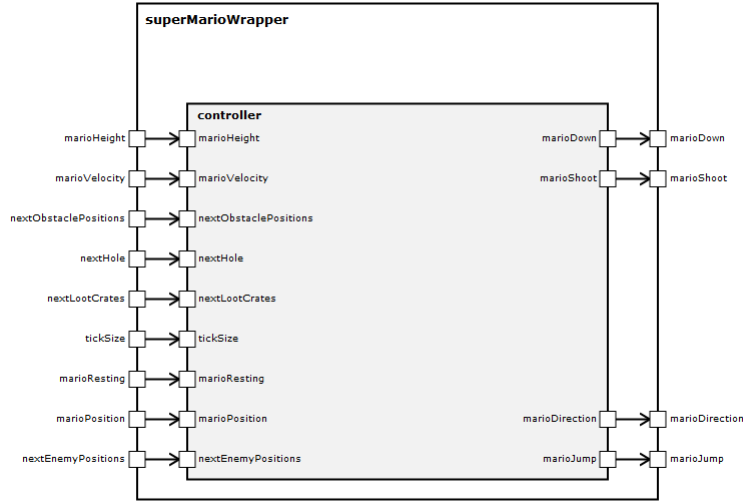 superMarioWrapper
controller
marioHeight marioHeight marioDown marioDown
marioVelocity marioVelocity marioShoot marioShoot
nextObstaclePositions nextObstaclePositions
nextHole nextHole
nextLootCrates nextLootCrates
tickSize tickSize
marioResting marioResting
marioPosition marioPosition marioDirection marioDirection
nextEnemyPositions nextEnemyPositions marioJump marioJump